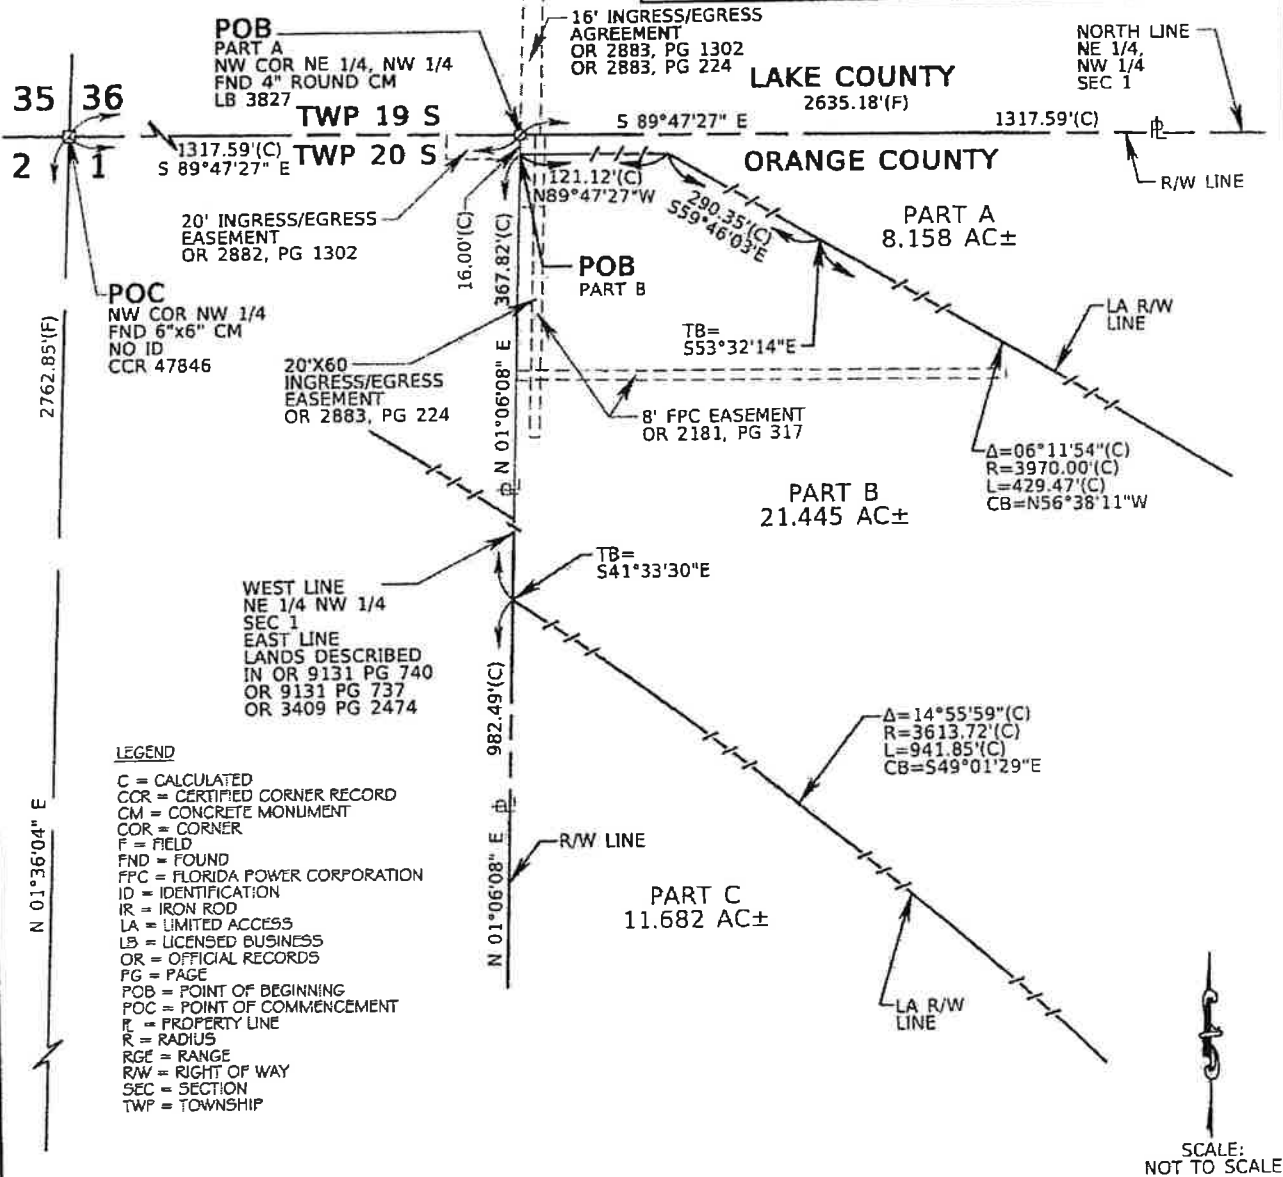 POB
PART A
NW COR NE 1/4, NW 1/4
FND 4" ROUND CM
LB 3827
16' INGRESS/EGRESS
AGREEMENT
OR 2883, PG 1302
OR 2883, PG 224
NORTH LINE
NE 1/4,
NW 1/4
SEC 1
LAKE COUNTY
2635.18'(F)
35 36
2 1
TWP 19 S
TWP 20 S
1317.59'(C)
S 89°47'27" E
S 89°47'27" E
1317.59'(C)
ORANGE COUNTY
R/W LINE
20' INGRESS/EGRESS
EASEMENT
OR 2882, PG 1302
16.00'(C)
367.82'(C)
121.12'(C)
N89°47'27"W
290.35'(C)
S59°46'03"E
PART A
8.158 AC±
POB
PART B
POC
NW COR NW 1/4
FND 6"x6" CM
NO ID
CCR 47846
2762.85'(F)
LA R/W
LINE
TB=
S53°32'14"E
20'X60
INGRESS/EGRESS
EASEMENT
OR 2883, PG 224
N 01°06'08" E
8' FPC EASEMENT
OR 2181, PG 317
Δ=06°11'54"(C)
R=3970.00'(C)
L=429.47'(C)
CB=N56°38'11"W
PART B
21.445 AC±
TB=
S41°33'30"E
WEST LINE
NE 1/4 NW 1/4
SEC 1
EAST LINE
LANDS DESCRIBED
IN OR 9131 PG 740
OR 9131 PG 737
OR 3409 PG 2474
982.49'(C)
Δ=14°55'59"(C)
R=3613.72'(C)
L=941.85'(C)
CB=S49°01'29"E
LEGEND
C = CALCULATED
CCR = CERTIFIED CORNER RECORD
CM = CONCRETE MONUMENT
COR = CORNER
F = FIELD
FND = FOUND
FPC = FLORIDA POWER CORPORATION
ID = IDENTIFICATION
IR = IRON ROD
LA = LIMITED ACCESS
LB = LICENSED BUSINESS
OR = OFFICIAL RECORDS
PG = PAGE
POB = POINT OF BEGINNING
POC = POINT OF COMMENCEMENT
PL = PROPERTY LINE
R = RADIUS
RGE = RANGE
R/W = RIGHT OF WAY
SEC = SECTION
TWP = TOWNSHIP
N 01°36'04" E
N 01°06'08" E
R/W LINE
PART C
11.682 AC±
LA R/W
LINE
SCALE:
NOT TO SCALE